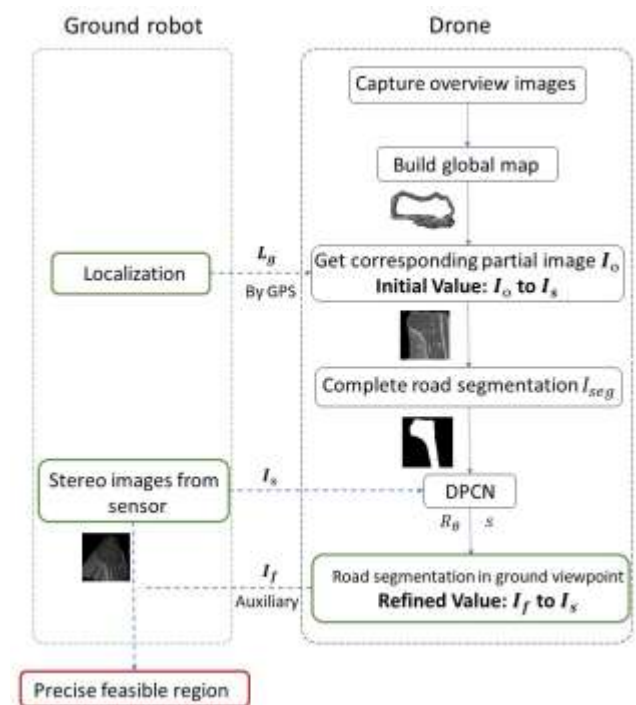 Ground robot
Drone
Capture overview images
Build global map
L_g
By GPS
Localization
Get corresponding partial image I_o
Initial Value: I_o to I_s
Complete road segmentation I_seg
Stereo images from
sensor
I_s
DPCN
R_θ s
I_f
Auxiliary
Road segmentation in ground viewpoint
Refined Value: I_f to I_s
Precise feasible region